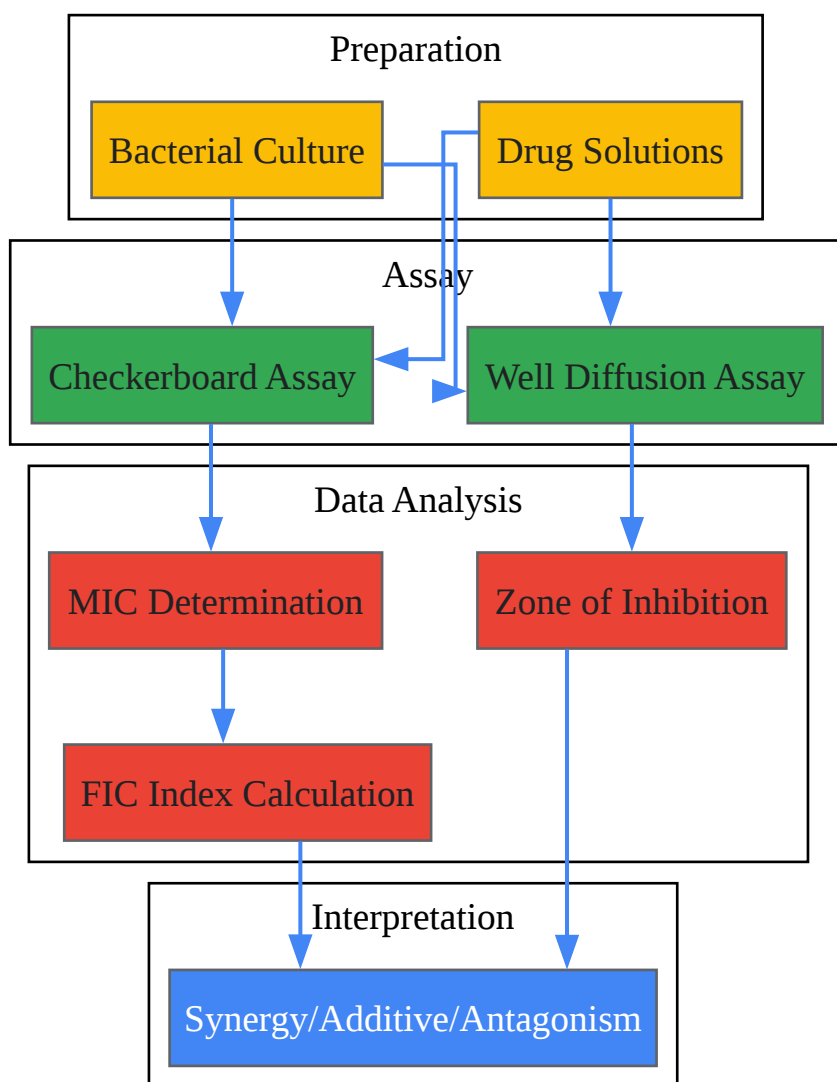 Preparation
Bacterial Culture
Drug Solutions
Assay
Checkerboard Assay
Well Diffusion Assay
Data Analysis
MIC Determination
Zone of Inhibition
FIC Index Calculation
Interpretation
Synergy/Additive/Antagonism